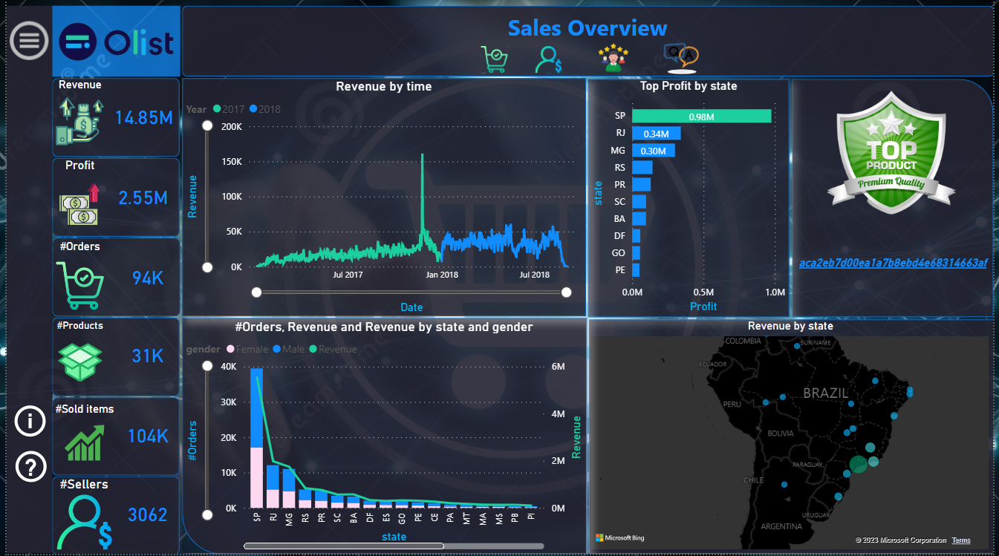 Olist
Sales Overview
Q A
Revenue
14.85M
Profit
2.55M
#Orders
94K
#Products
31K
#Sold items
104K
#Sellers
3062
i
?
Revenue by time
Year 2017 2018
Revenue
200K
150K
100K
50K
0K
Jul 2017 Jan 2018 Jul 2018
Date
Top Profit by state
state
SP 0.98M
RJ 0.34M
MG 0.30M
RS
PR
SC
BA
DF
GO
PE
0.0M 0.5M 1.0M
Profit
TOP
PRODUCT
Premium Quality
aca2eb7d00ea1a7b8ebd4e68314663af
#Orders, Revenue and Revenue by state and gender
gender Female Male Revenue
#Orders
40K
30K
20K
10K
0K
6M
4M
2M
0M
Revenue
SP RJ MG RS PR SC BA DF ES GO PE CE PA MT MA MS PB PI
state
Revenue by state
COLOMBIA
SURINAME
ECUADOR
BRAZIL
PERU
BOLIVIA
PARAGUAY
CHILE
URUGUAY
ARGENTINA
Microsoft Bing
© 2023 Microsoft Corporation Terms